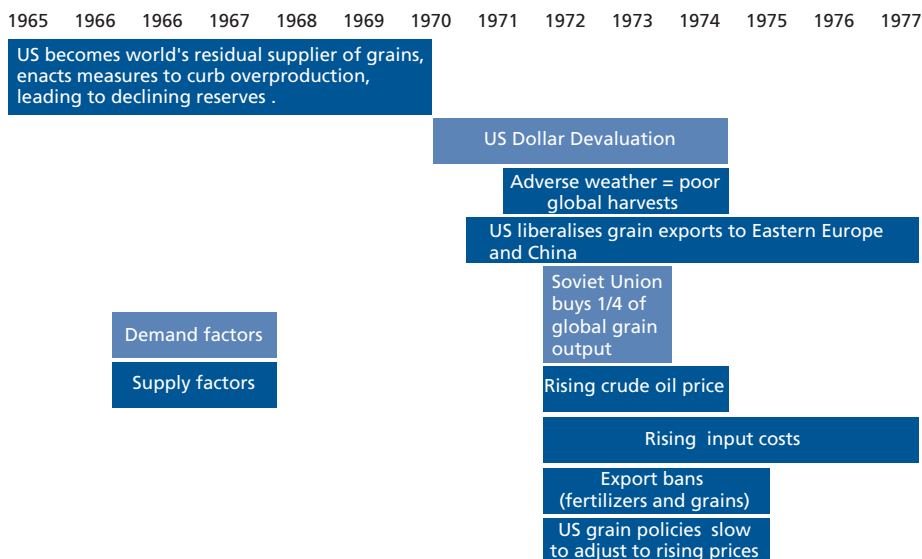 1965 1966 1966 1967 1968 1969 1970 1971 1972 1973 1974 1975 1976 1977
US becomes world's residual supplier of grains,
enacts measures to curb overproduction,
leading to declining reserves .
US Dollar Devaluation
Adverse weather = poor
global harvests
US liberalises grain exports to Eastern Europe
and China
Soviet Union
buys 1/4 of
global grain
output
Demand factors
Supply factors
Rising crude oil price
Rising input costs
Export bans
(fertilizers and grains)
US grain policies slow
to adjust to rising prices